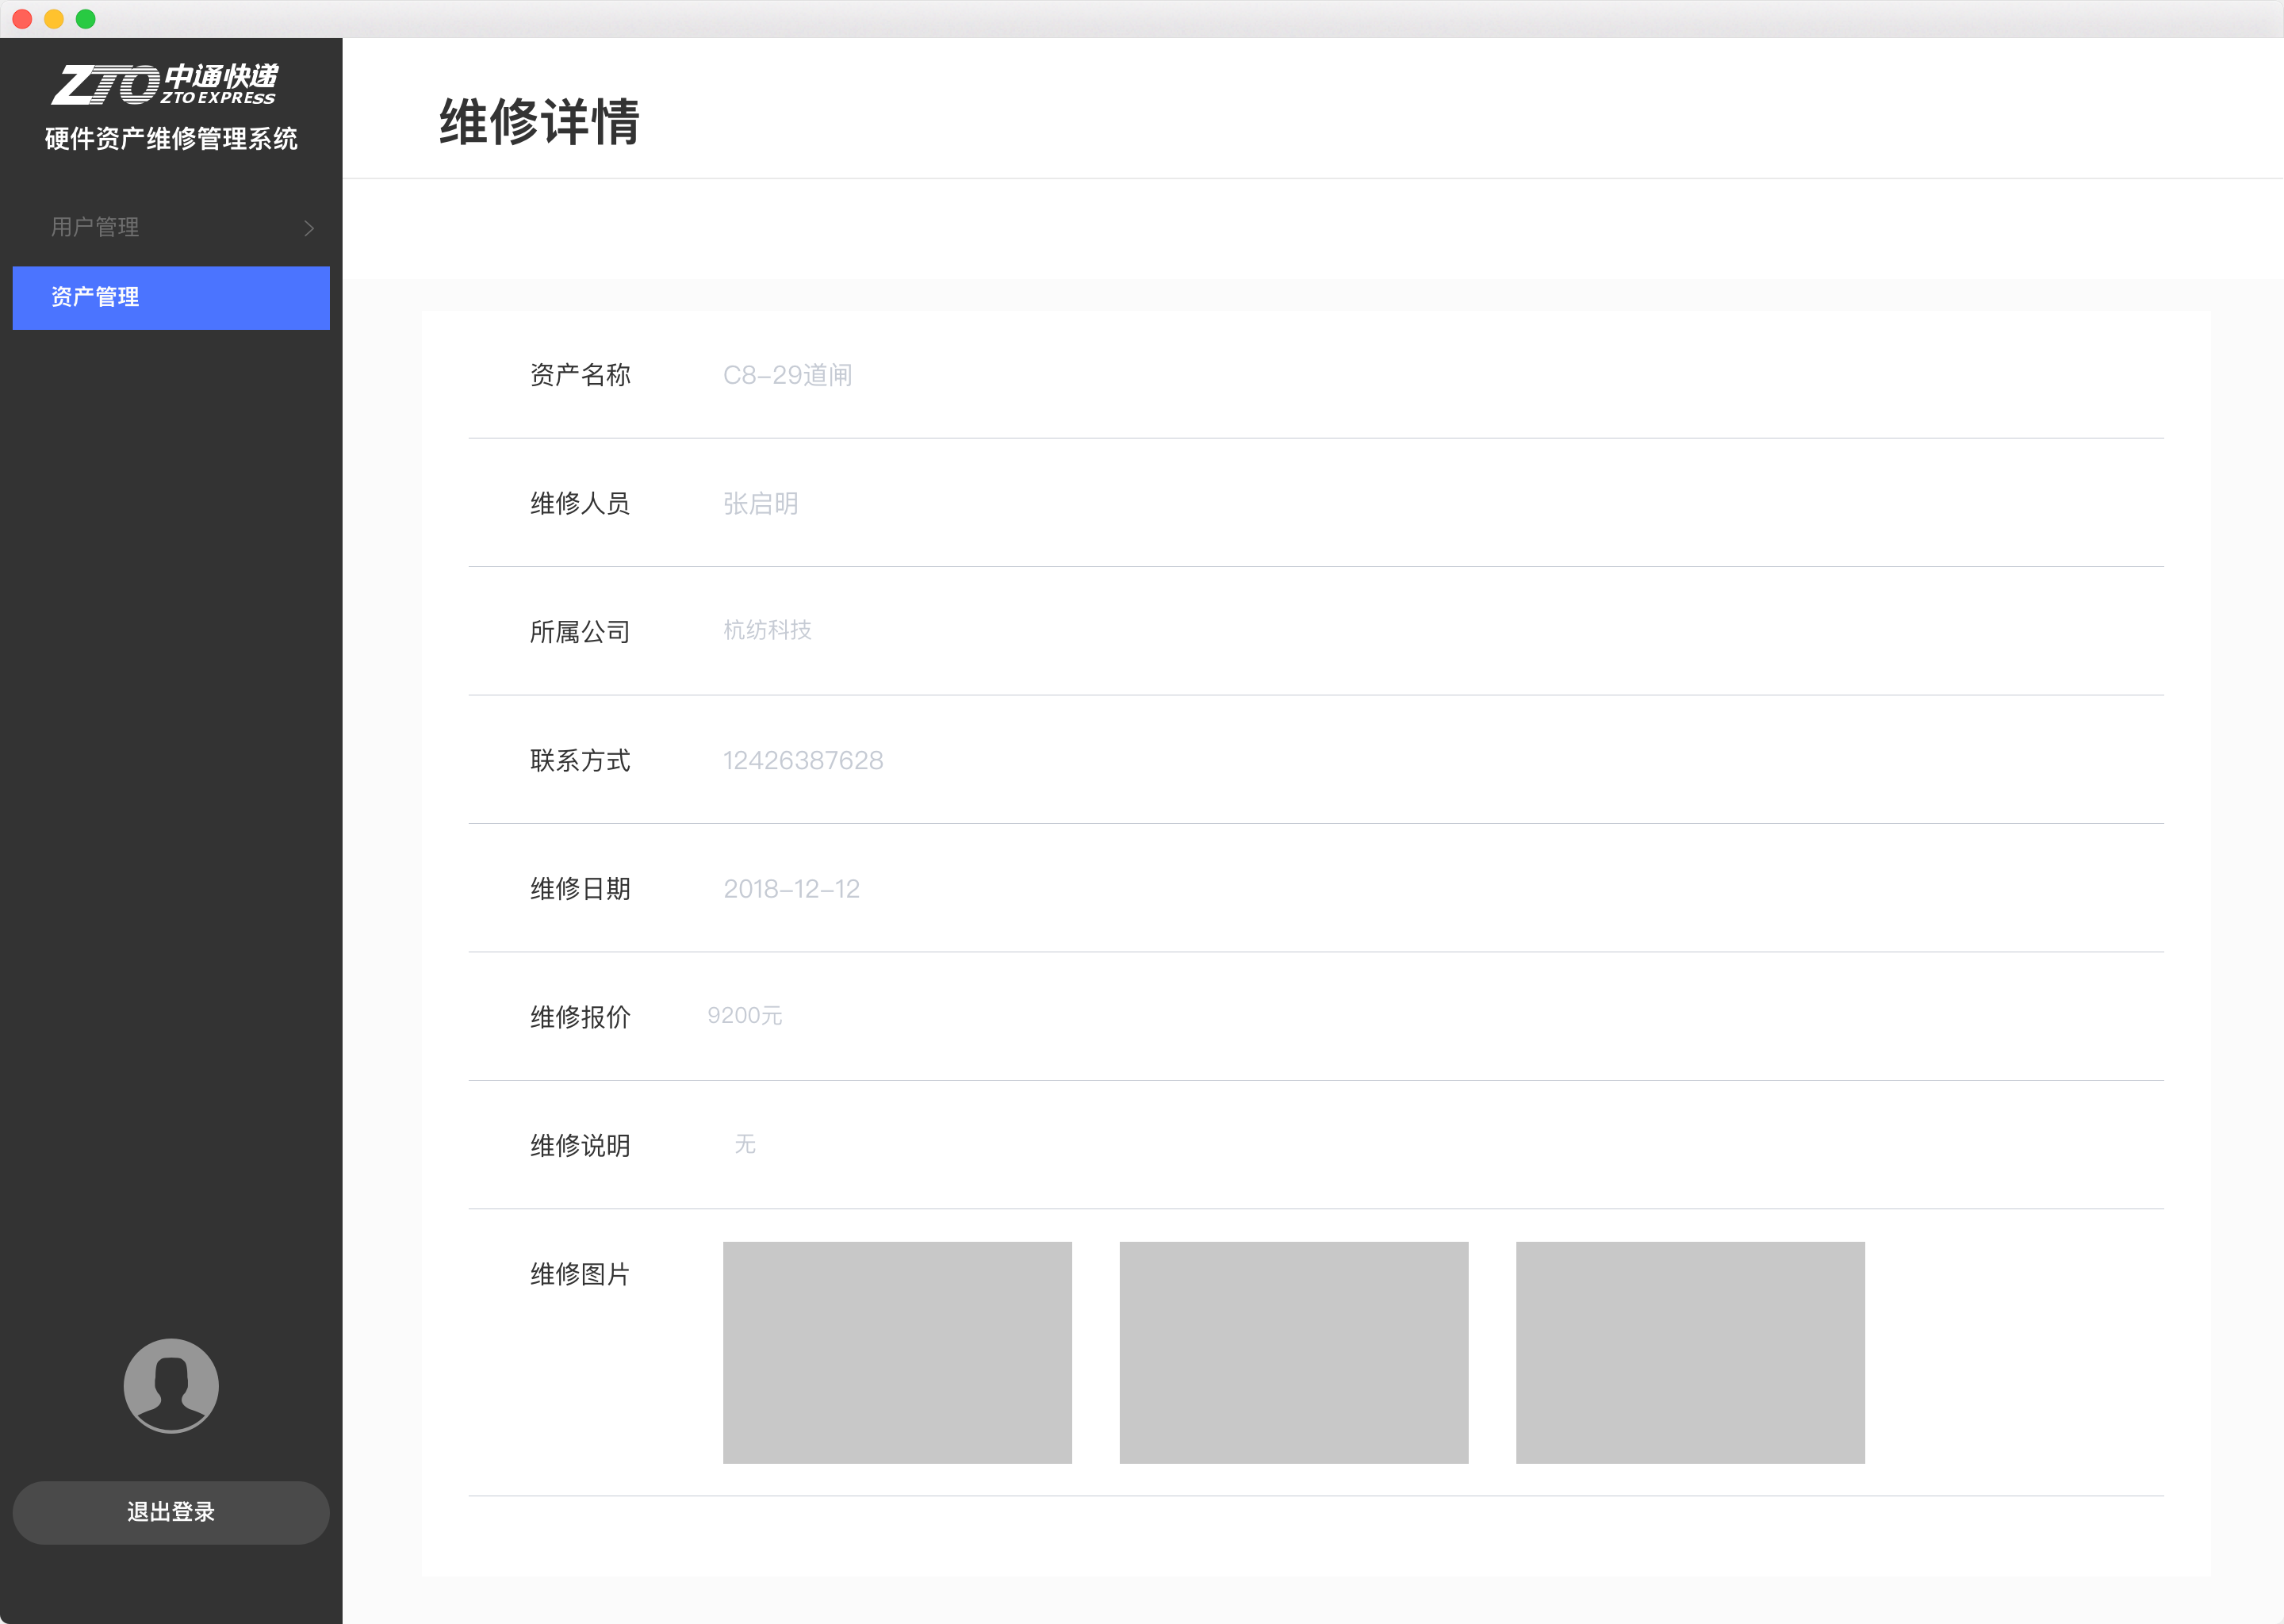 ZTO 中通快递
ZTO EXPRESS
硬件资产维修管理系统
用户管理
资产管理
退出登录
维修详情
资产名称 C8-29道闸
维修人员 张启明
所属公司 杭纺科技
联系方式 12426387628
维修日期 2018-12-12
维修报价 9200元
维修说明 无
维修图片